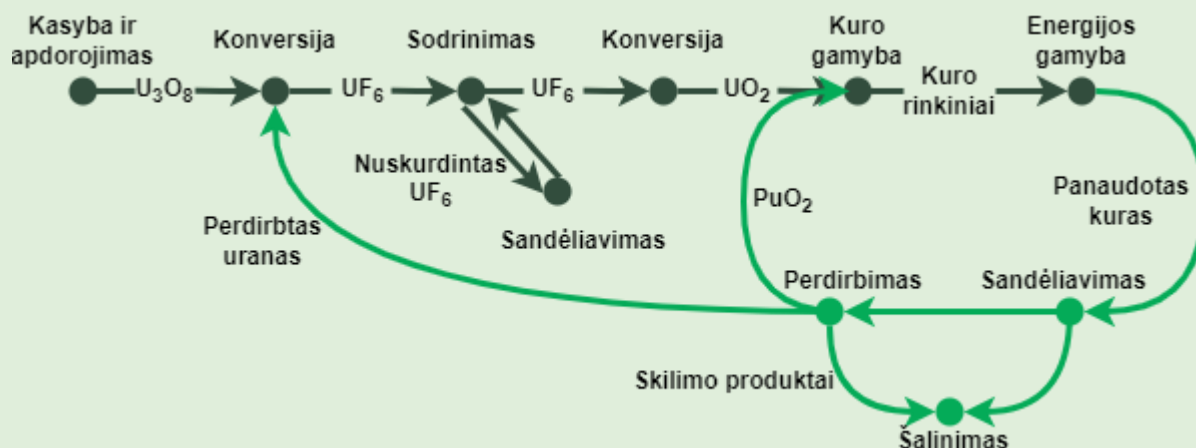 Kasyba ir
apdorojimas
Konversija
Sodrinimas
Konversija
Kuro
gamyba
Energijos
gamyba
U₃O₈
UF₆
UF₆
UO₂
Kuro
rinkiniai
Nuskurdintas
UF₆
Sandėliavimas
Perdirbtas
uranas
PuO₂
Panaudotas
kuras
Perdirbimas
Sandėliavimas
Skilimo produktai
Šalinimas